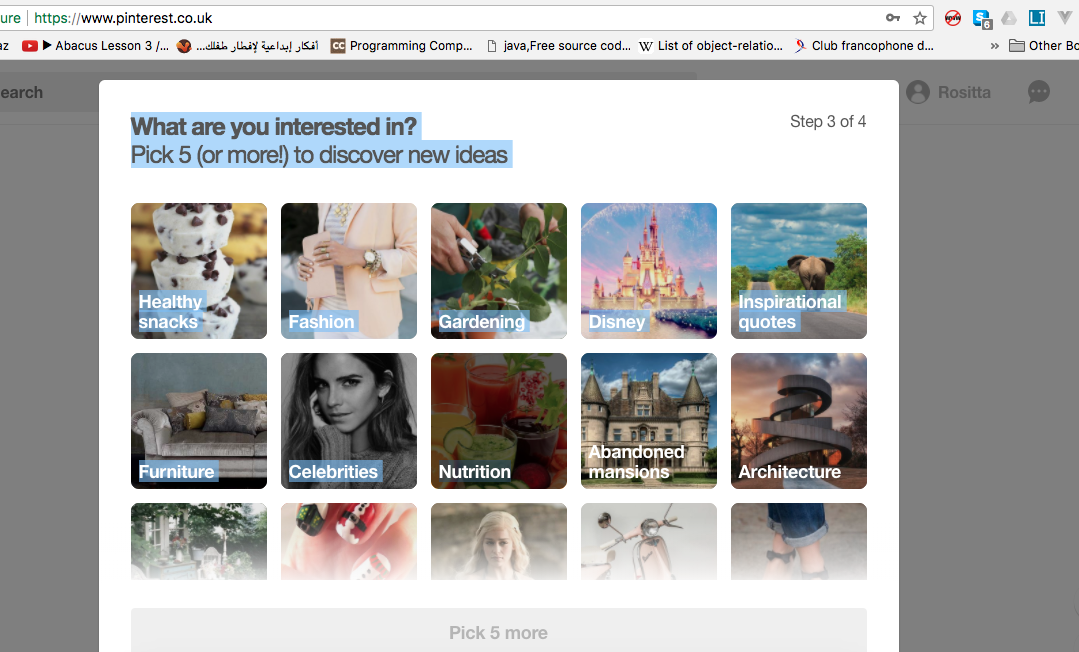 ure https://www.pinterest.co.uk
az
▶ Abacus Lesson 3 /...
أفكار إبداعية لإفطار طفلك...
CC Programming Comp...
java,Free source cod...
W List of object-relatio...
Club francophone d...
» Other Bo
6
LI
earch
Rositta
What are you interested in?
Step 3 of 4
Pick 5 (or more!) to discover new ideas
Healthy
snacks
Fashion
Gardening
Disney
Inspirational
quotes
Furniture
Celebrities
Nutrition
Abandoned
mansions
Architecture
Pick 5 more